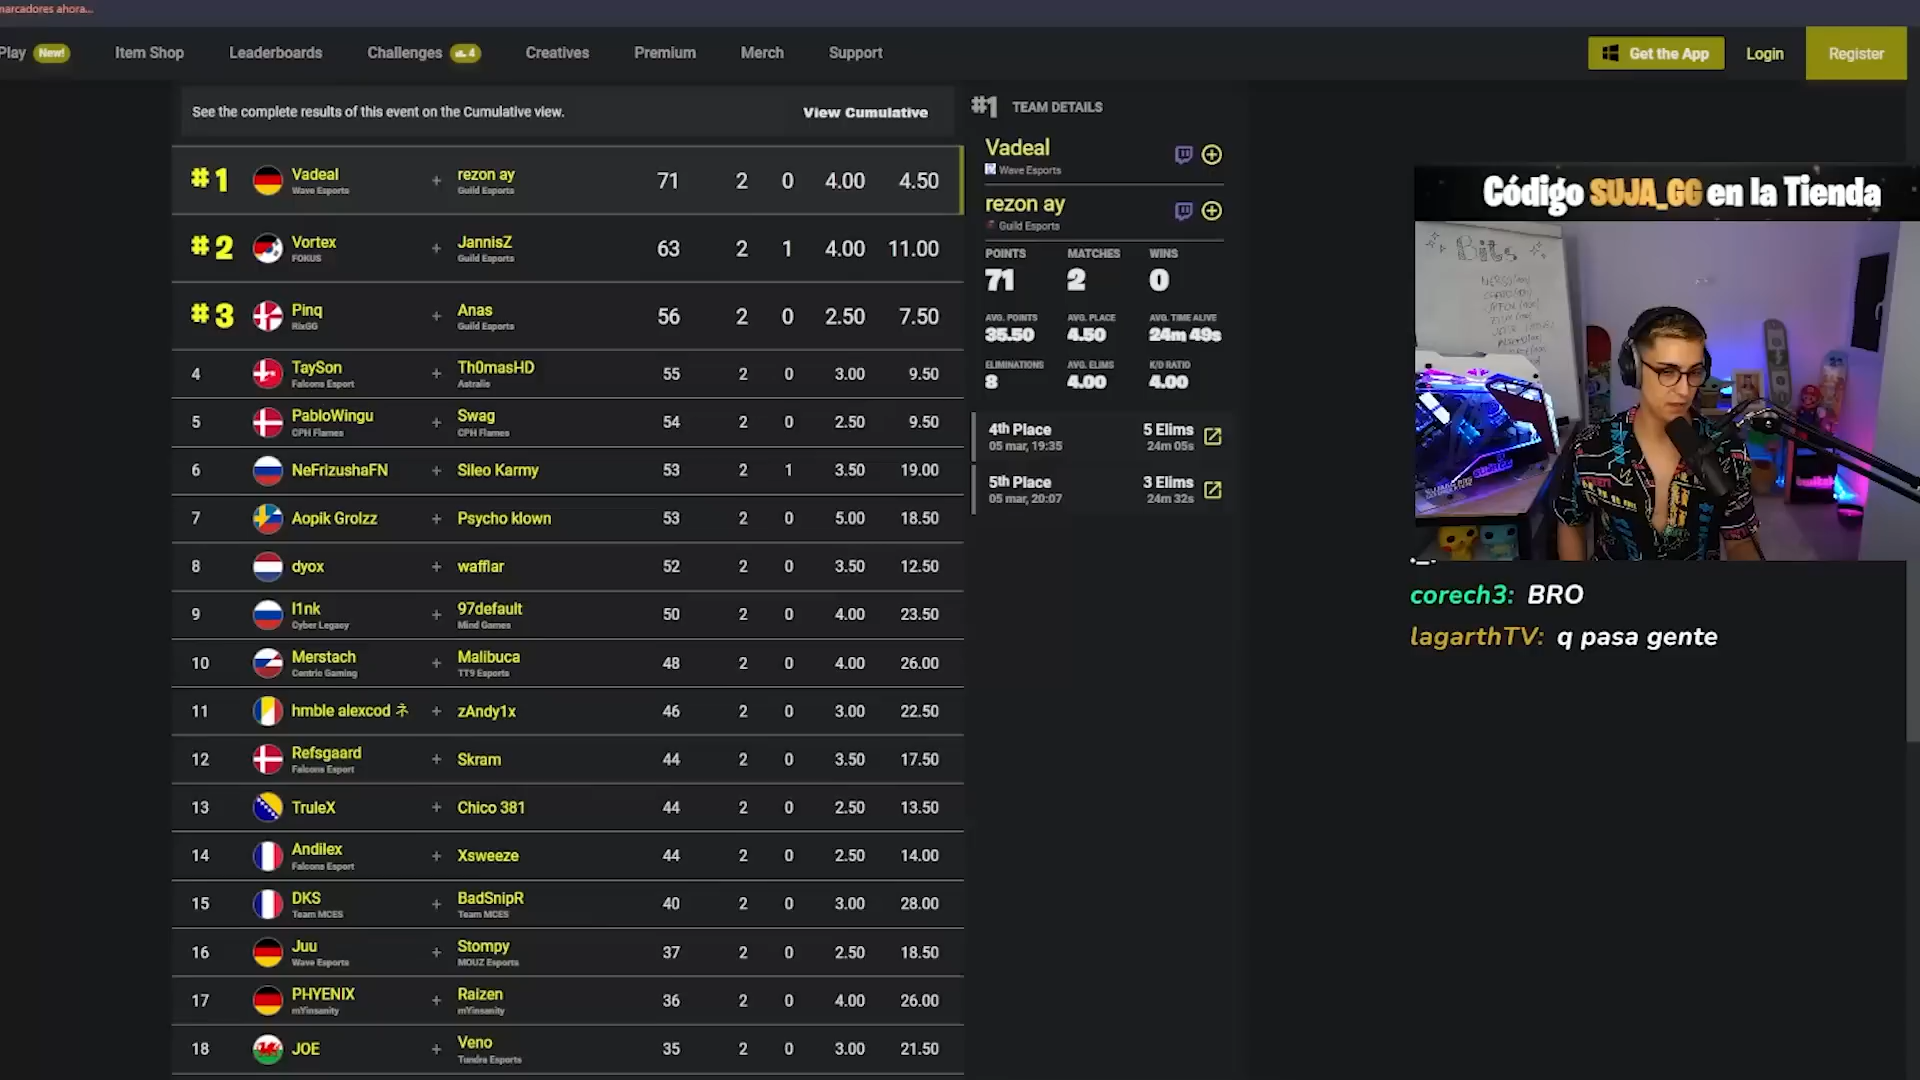 marcadores ahora...
Play New! Item Shop Leaderboards Challenges 4 Creatives Premium Merch Support Get the App Login Register
See the complete results of this event on the Cumulative view. View Cumulative
#1 Vadeal Wave Esports + rezon ay Guild Esports 71 2 0 4.00 4.50
#2 Vortex FOKUS + JannisZ Guild Esports 63 2 1 4.00 11.00
#3 Pinq RixGG + Anas Guild Esports 56 2 0 2.50 7.50
4 TaySon Falcons Esport + Th0masHD Astralis 55 2 0 3.00 9.50
5 PabloWingu CPH Flames + Swag CPH Flames 54 2 0 2.50 9.50
6 NeFrizushaFN + Sileo Karmy 53 2 1 3.50 19.00
7 Aopik Grolzz + Psycho klown 53 2 0 5.00 18.50
8 dyox + wafflar 52 2 0 3.50 12.50
9 l1nk Cyber Legacy + 97default Mind Games 50 2 0 4.00 23.50
10 Merstach Centric Gaming + Malibuca TT9 Esports 48 2 0 4.00 26.00
11 hmble alexcod ネ + zAndy1x 46 2 0 3.00 22.50
12 Refsgaard Falcons Esport + Skram 44 2 0 3.50 17.50
13 TruleX + Chico 381 44 2 0 2.50 13.50
14 Andilex Falcons Esport + Xsweeze 44 2 0 2.50 14.00
15 DKS Team MCES + BadSnipR Team MCES 40 2 0 3.00 28.00
16 Juu Wave Esports + Stompy MOUZ Esports 37 2 0 2.50 18.50
17 PHYENIX mYinsanity + Raizen mYinsanity 36 2 0 4.00 26.00
18 JOE + Veno Tundra Esports 35 2 0 3.00 21.50
#1 TEAM DETAILS
Vadeal
Wave Esports
rezon ay
Guild Esports
POINTS MATCHES WINS
71 2 0
AVG. POINTS AVG. PLACE AVG. TIME ALIVE
35.50 4.50 24m 49s
ELIMINATIONS AVG. ELIMS K/D RATIO
8 4.00 4.00
4th Place 5 Elims
05 mar, 19:35 24m 05s
5th Place 3 Elims
05 mar, 20:07 24m 32s
Código SUJA_GG en la Tienda
Bits
corech3: BRO
lagarthTV: q pasa gente